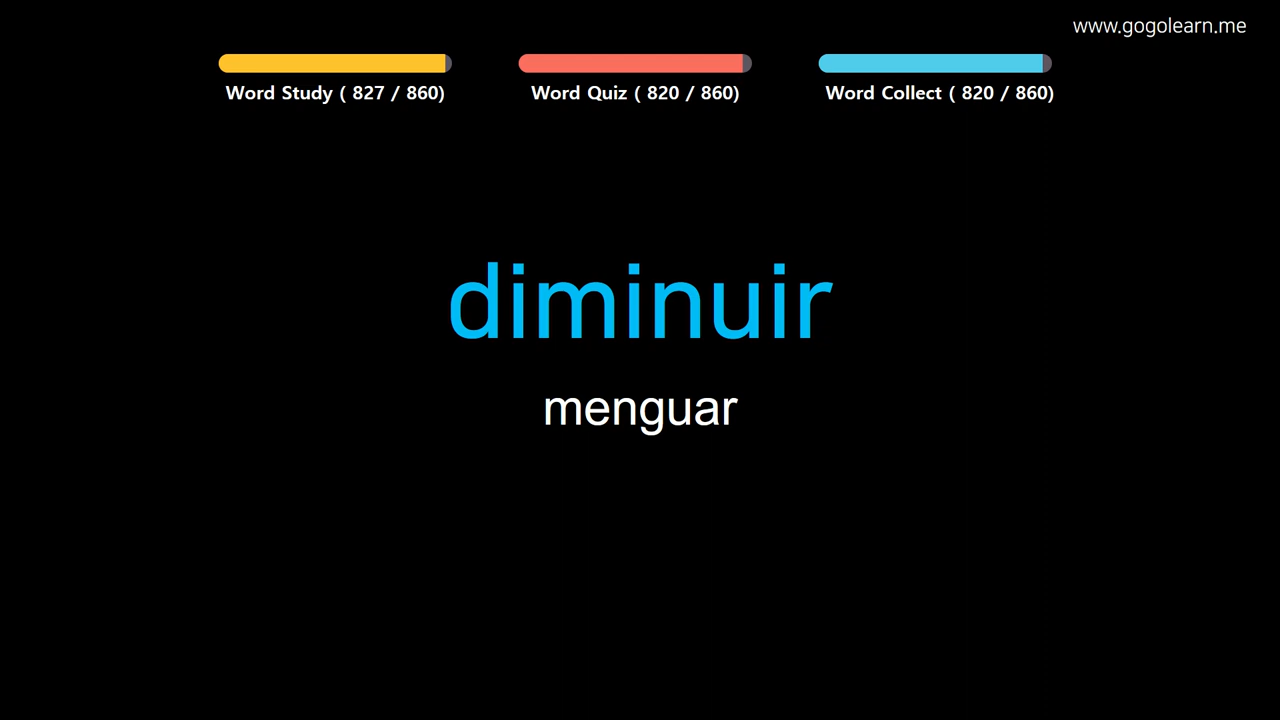 www.gogolearn.me
Word Study ( 827 / 860)
Word Quiz ( 820 / 860)
Word Collect ( 820 / 860)
diminuir
menguar